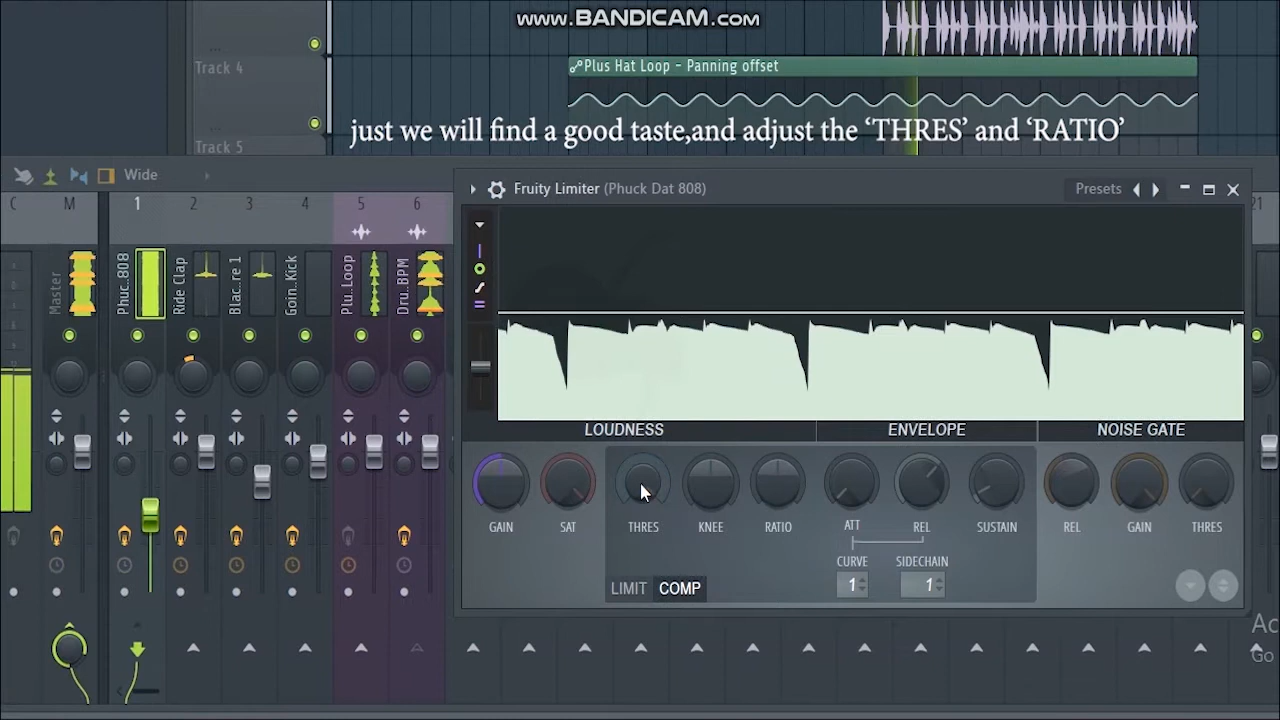 www.BANDICAM.com
...
Track 4
Plus Hat Loop - Panning offset
...
just we will find a good taste,and adjust the 'THRES' and 'RATIO'
Track 5
Wide
Fruity Limiter (Phuck Dat 808)
Presets
C M 1 2 3 4 5 6
21
Master
Phuc.808
Ride Clap
Blac..re 1
Goin..Kick
Plu..Loop
Dru..BPM
LOUDNESS
ENVELOPE
NOISE GATE
GAIN SAT THRES KNEE RATIO ATT REL SUSTAIN REL GAIN THRES
CURVE SIDECHAIN
LIMIT COMP 1 1
Ac
Go